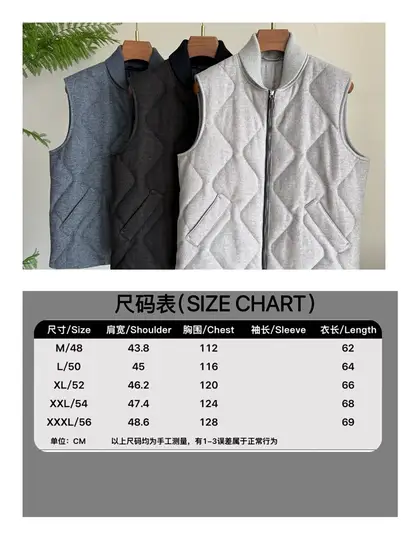 尺码表(SIZE CHART)
尺寸/Size 肩宽/Shoulder 胸围/Chest 袖长/Sleeve 衣长/Length
M/48 43.8 112 62
L/50 45 116 64
XL/52 46.2 120 66
XXL/54 47.4 124 68
XXXL/56 48.6 128 69
单位：CM 以上尺码均为手工测量，有1-3误差属于正常行为